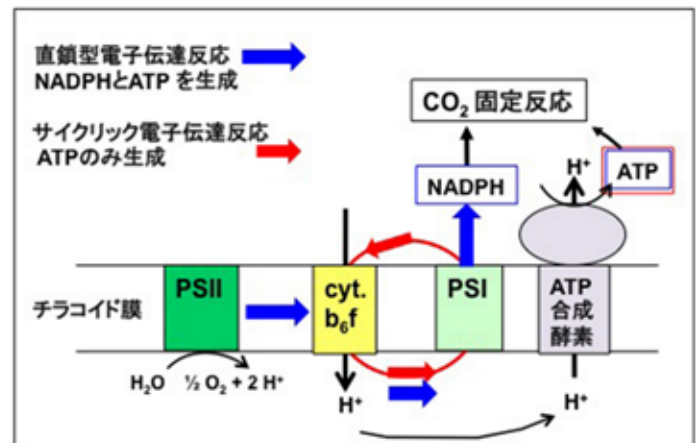 直鎖型電子伝達反応
NADPHとATP を生成
サイクリック電子伝達反応
ATPのみ生成
CO₂ 固定反応
NADPH
H⁺
ATP
チラコイド膜
PSII
cyt.
b₆f
PSI
ATP
合成
酵素
H₂O ½ O₂ + 2 H⁺
H⁺
H⁺